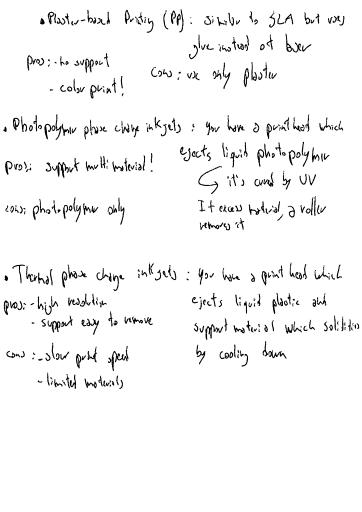 • Plaster-based Printing (PP) : similar to SLA but uses
glue instead of laser
pros: - no support
- color print!
cons : use only plaster
• Photopolymer phase change inkjets : you have a printhead which
ejects liquid photopolymer
pros: support multimaterial!
it's cured by UV
cons: photopolymer only
If excess material, a roller
removes it
• Thermal phase change inkjets : you have a print head which
pros: - high resolution
ejects liquid plastic and
- support easy to remove
support material which solidifies
cons : - slow print speed
by cooling down
- limited materials